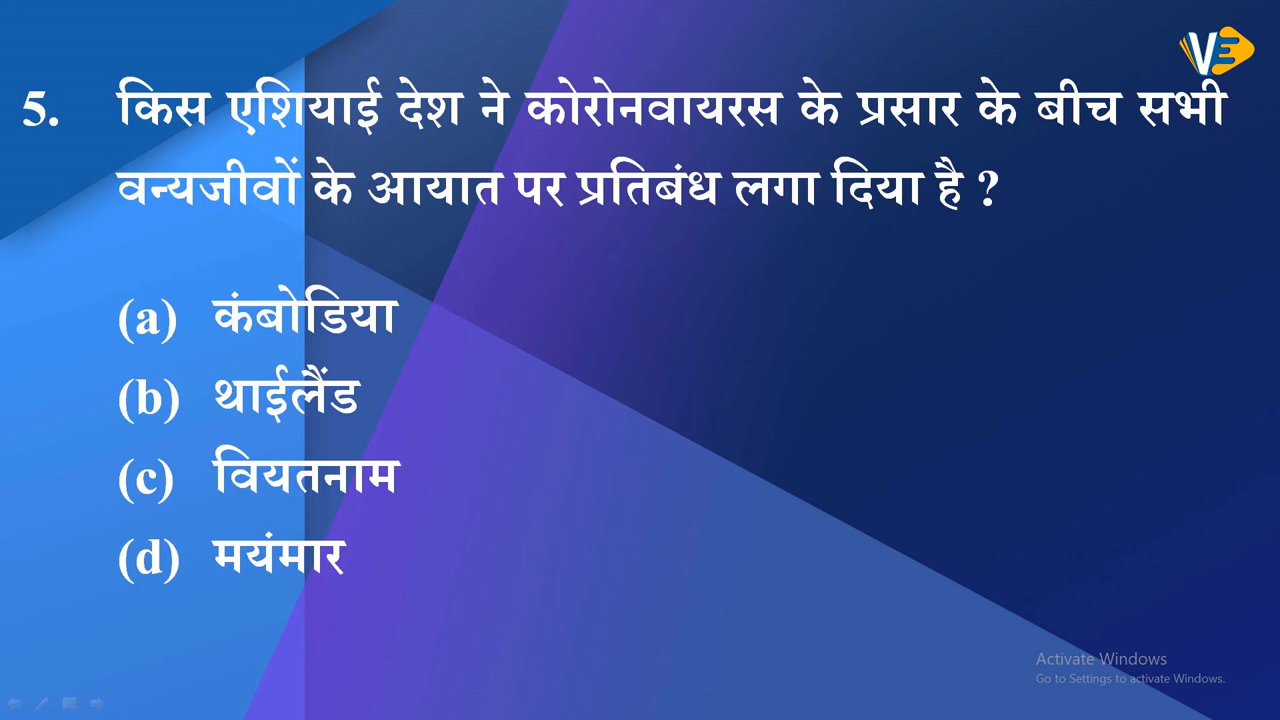 5. किस एशियाई देश ने कोरोनवायरस के प्रसार के बीच सभी
वन्यजीवों के आयात पर प्रतिबंध लगा दिया है ?
(a) कंबोडिया
(b) थाईलैंड
(c) वियतनाम
(d) मयंमार
VE
Activate Windows
Go to Settings to activate Windows.